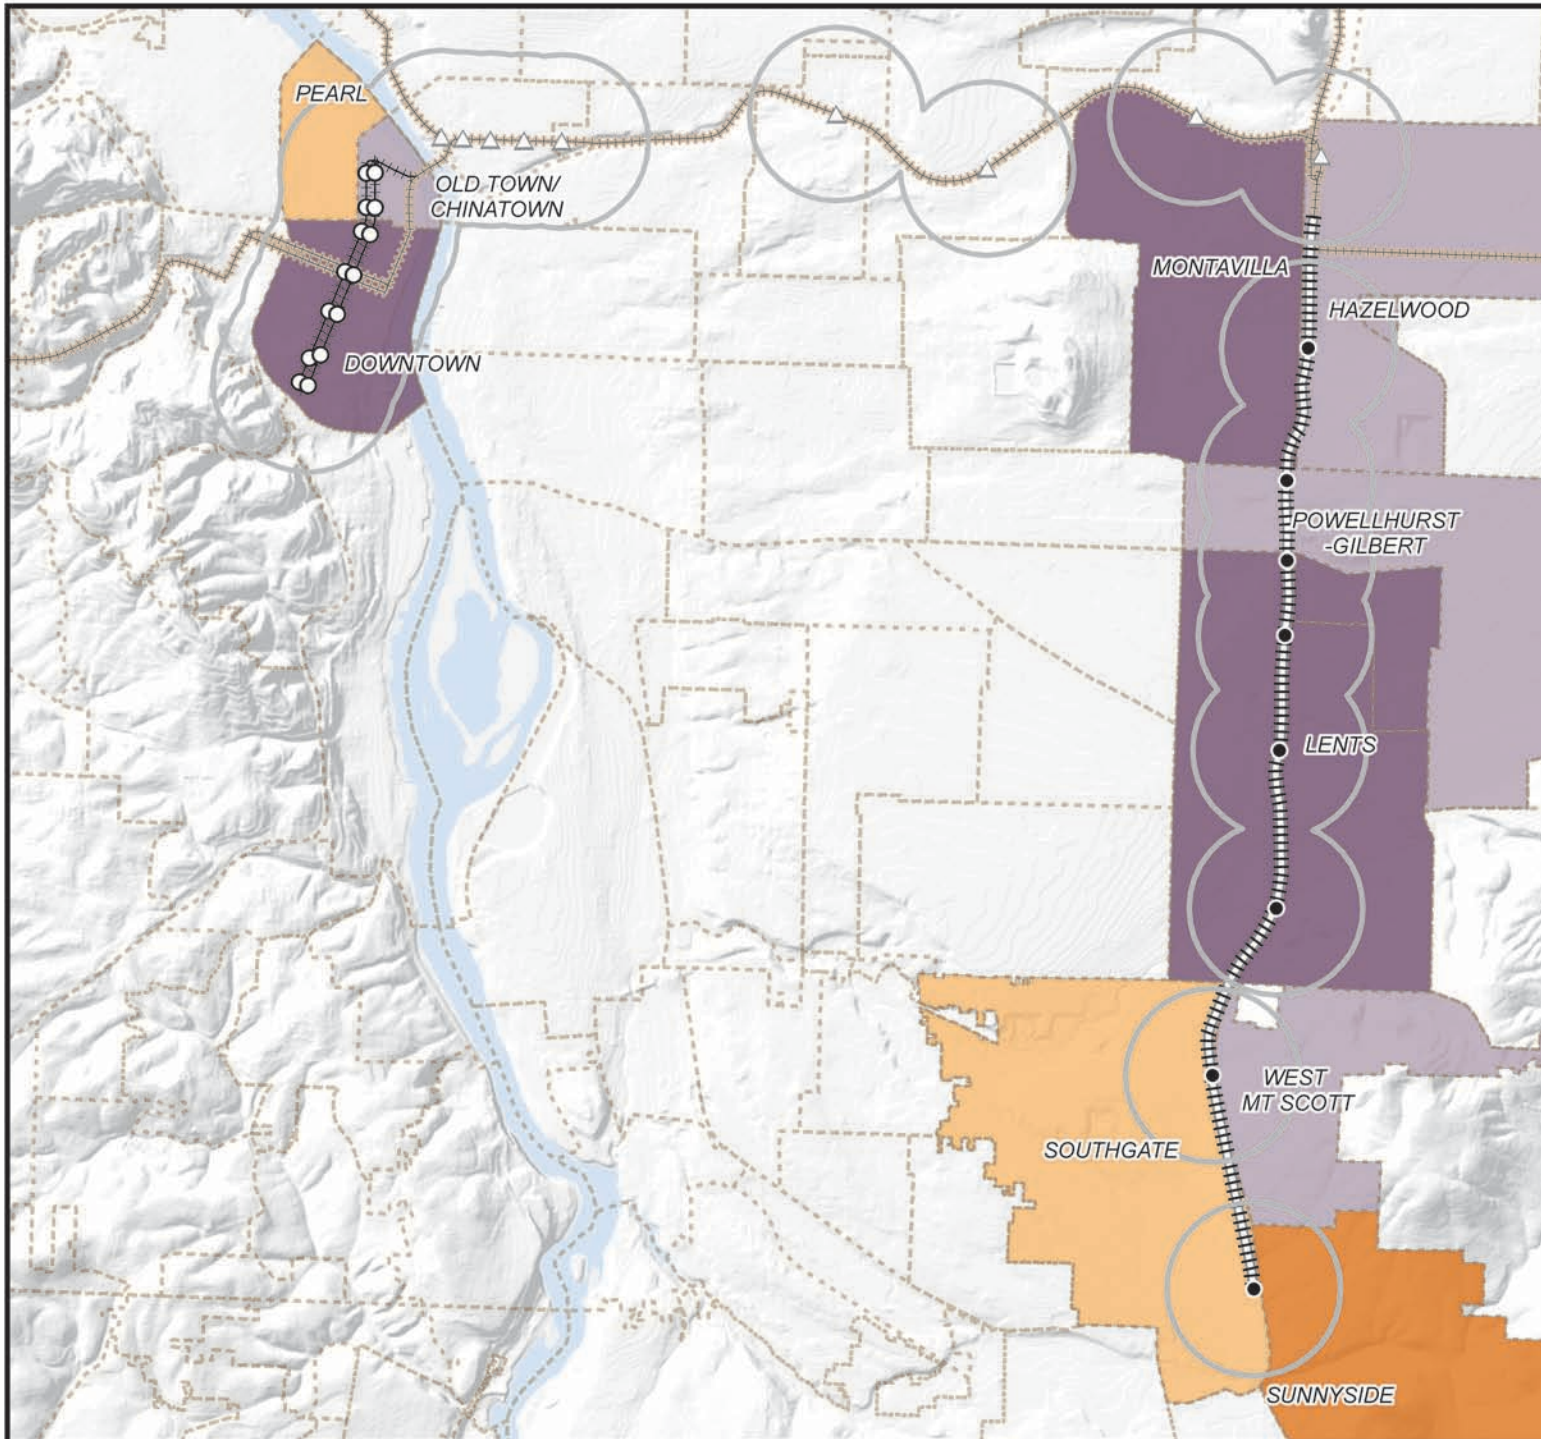 PEARL
OLD TOWN/
CHINATOWN
MONTAVILLA
HAZELWOOD
DOWNTOWN
POWELLHURST
-GILBERT
LENTS
WEST
MT SCOTT
SOUTHGATE
SUNNYSIDE